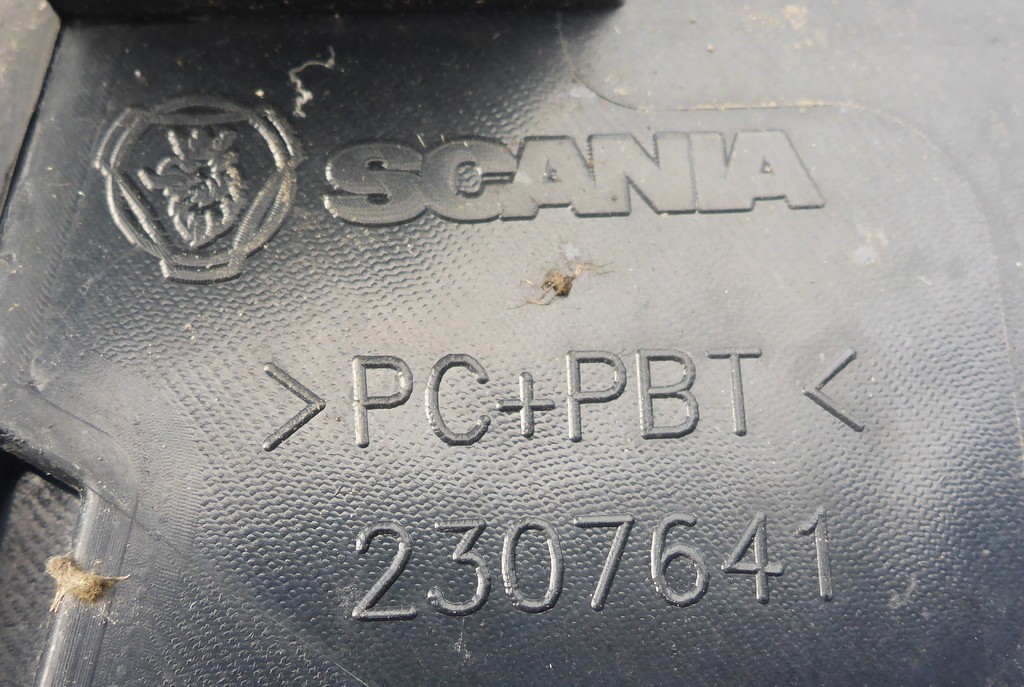 SCANIA
>PC+PBT<
2307641